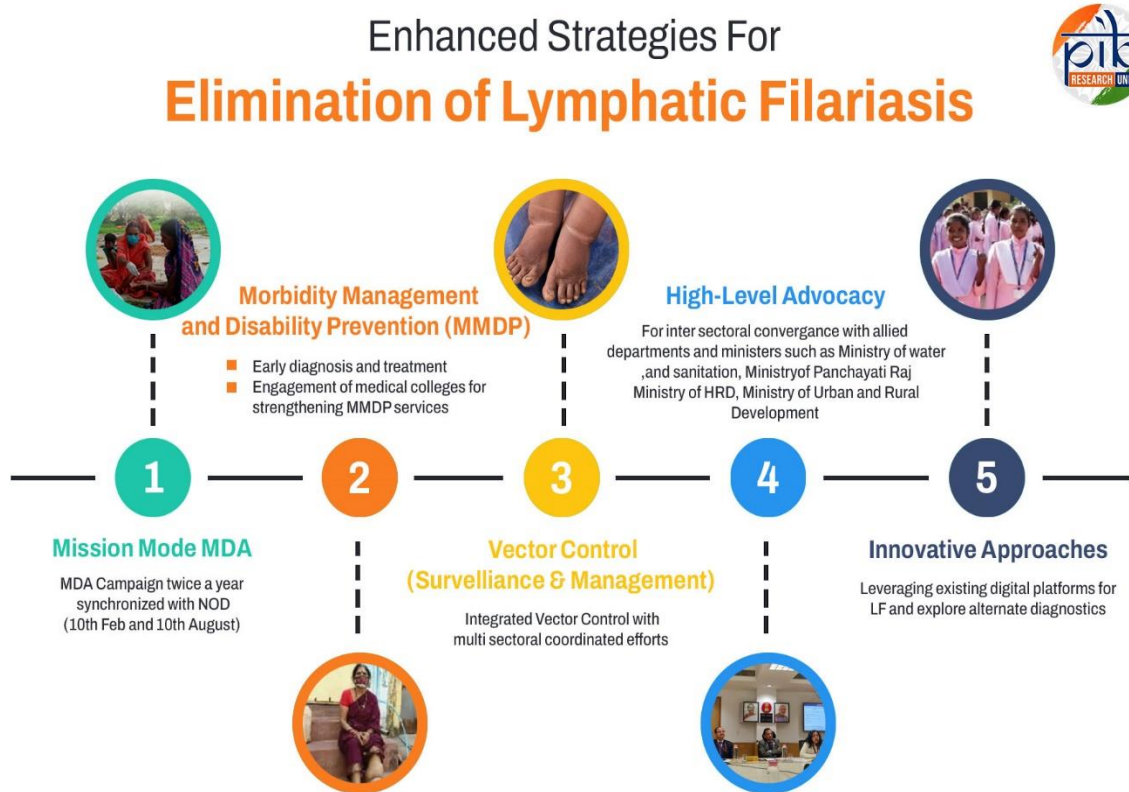 Enhanced Strategies For
Elimination of Lymphatic Filariasis
pib
RESEARCH UNI
Morbidity Management
and Disability Prevention (MMDP)
Early diagnosis and treatment
Engagement of medical colleges for
strengthening MMDP services
High-Level Advocacy
For inter sectoral convergance with allied
departments and ministers such as Ministry of water
,and sanitation, Ministryof Panchayati Raj
Ministry of HRD, Ministry of Urban and Rural
Development
1
2
3
4
5
Mission Mode MDA
MDA Campaign twice a year
synchronized with NOD
(10th Feb and 10th August)
Vector Control
(Survelliance & Management)
Integrated Vector Control with
multi sectoral coordinated efforts
Innovative Approaches
Leveraging existing digital platforms for
LF and explore alternate diagnostics